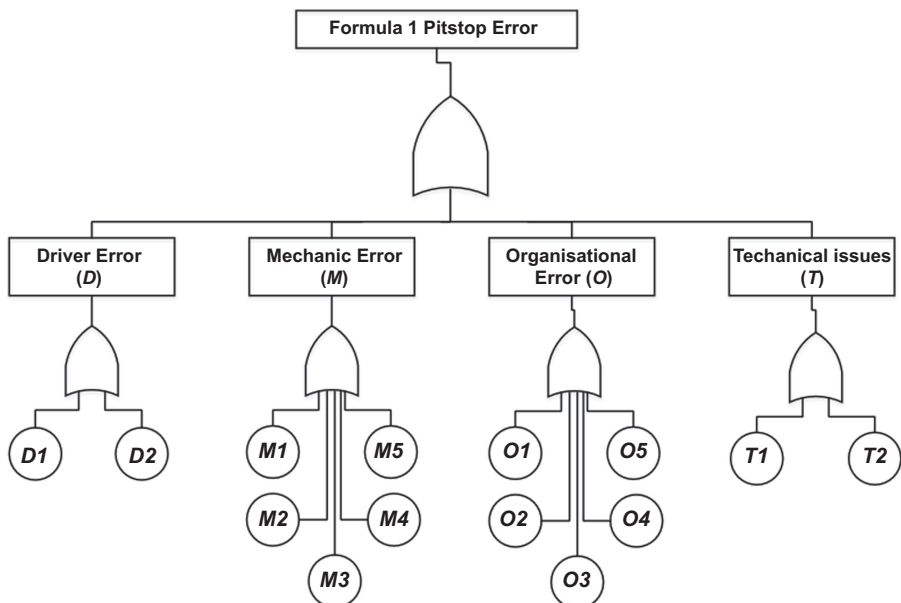 Formula 1 Pitstop Error
Driver Error
(D)
Mechanic Error
(M)
Organisational
Error (O)
Techanical issues
(T)
D1
D2
M1
M5
M2
M4
M3
O1
O5
O2
O4
O3
T1
T2